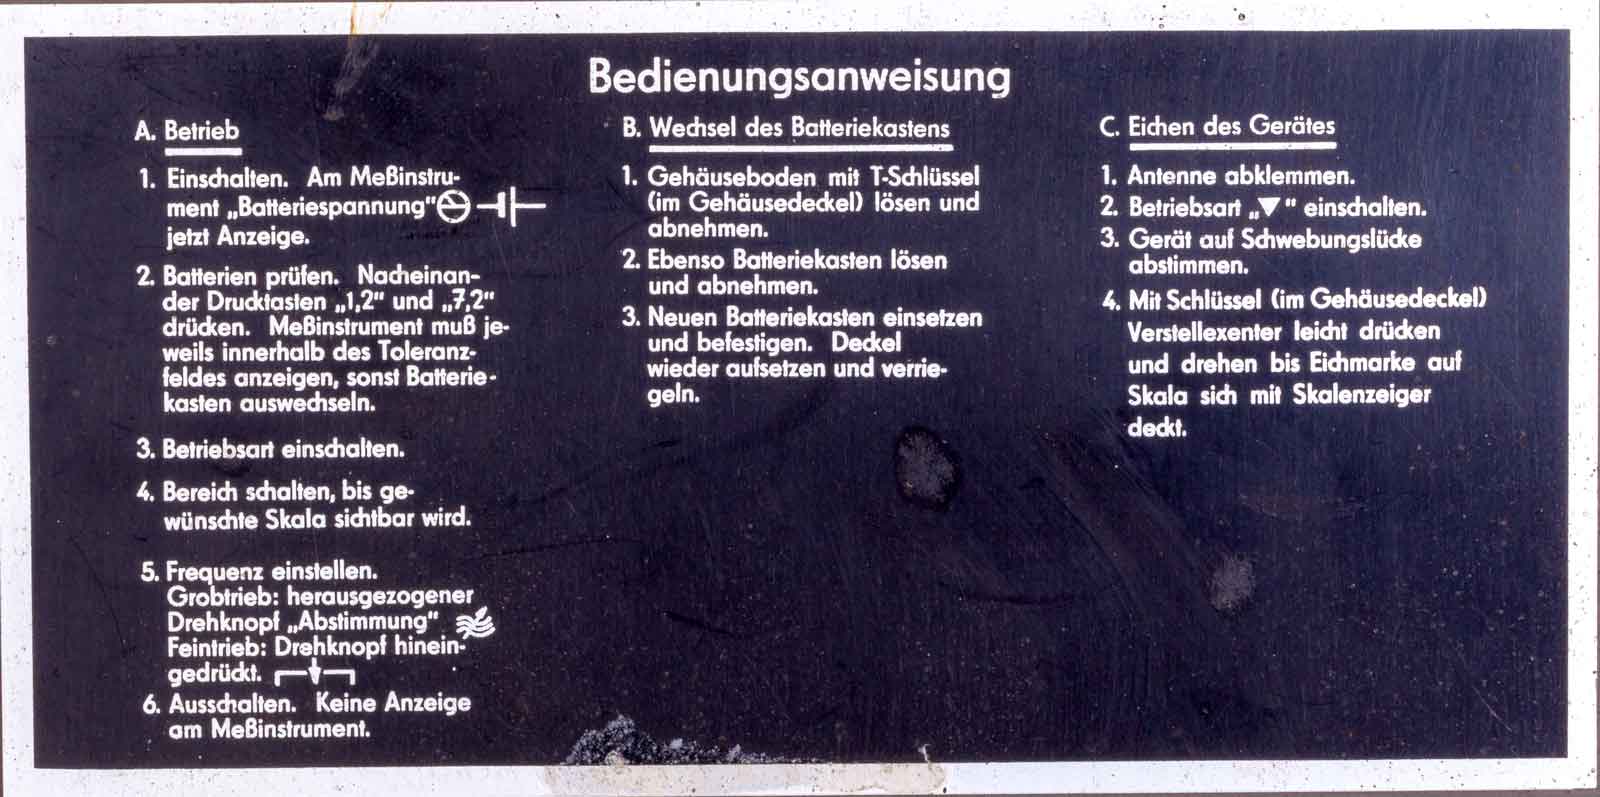 Bedienungsanweisung
A. Betrieb
1. Einschalten. Am Meßinstru-
ment „Batteriespannung"
jetzt Anzeige.
2. Batterien prüfen. Nacheinan-
der Drucktasten „1,2" und „7,2"
drücken. Meßinstrument muß je-
weils innerhalb des Toleranz-
feldes anzeigen, sonst Batterie-
kasten auswechseln.
3. Betriebsart einschalten.
4. Bereich schalten, bis ge-
wünschte Skala sichtbar wird.
5. Frequenz einstellen.
Grobtrieb: herausgezogener
Drehknopf „Abstimmung"
Feintrieb: Drehknopf hinein-
gedrückt.
6. Ausschalten. Keine Anzeige
am Meßinstrument.
B. Wechsel des Batteriekastens
1. Gehäuseboden mit T-Schlüssel
(im Gehäusedeckel) lösen und
abnehmen.
2. Ebenso Batteriekasten lösen
und abnehmen.
3. Neuen Batteriekasten einsetzen
und befestigen. Deckel
wieder aufsetzen und verrie-
geln.
C. Eichen des Gerätes
1. Antenne abklemmen.
2. Betriebsart „▼" einschalten.
3. Gerät auf Schwebungslücke
abstimmen.
4. Mit Schlüssel (im Gehäusedeckel)
Verstellexenter leicht drücken
und drehen bis Eichmarke auf
Skala sich mit Skalenzeiger
deckt.